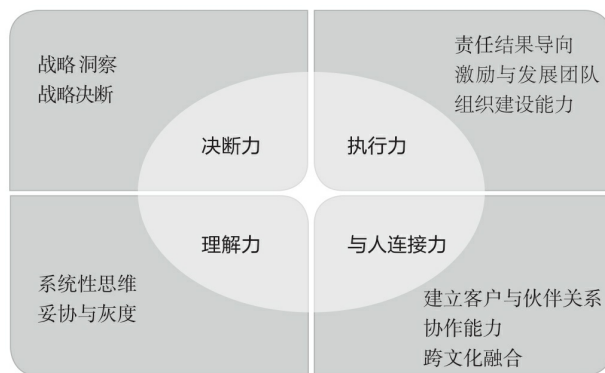 战略洞察
战略决断
责任结果导向
激励与发展团队
组织建设能力
决断力
执行力
理解力
与人连接力
系统性思维
妥协与灰度
建立客户与伙伴关系
协作能力
跨文化融合